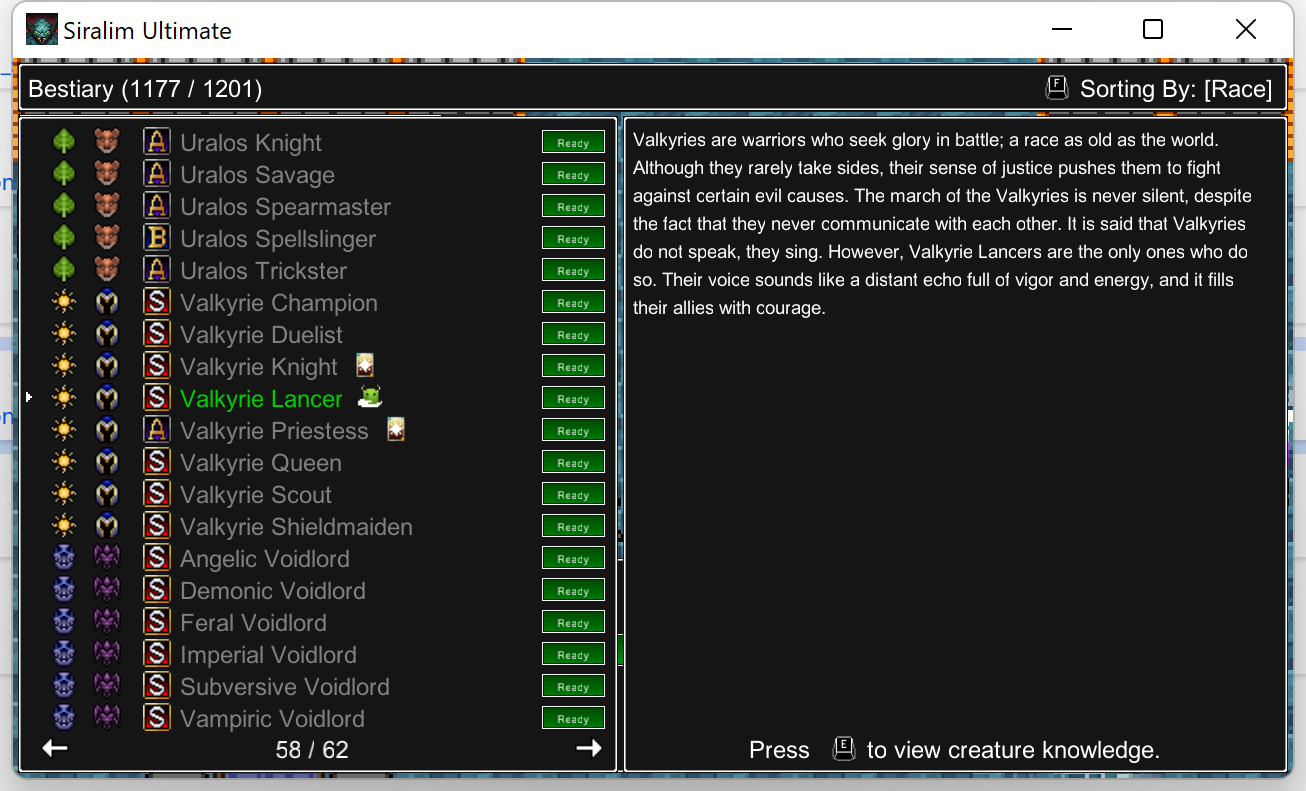 Siralim Ultimate
Bestiary (1177 / 1201)
F Sorting By: [Race]
A Uralos Knight Ready
A Uralos Savage Ready
A Uralos Spearmaster Ready
B Uralos Spellslinger Ready
A Uralos Trickster Ready
S Valkyrie Champion Ready
S Valkyrie Duelist Ready
S Valkyrie Knight Ready
S Valkyrie Lancer Ready
A Valkyrie Priestess Ready
S Valkyrie Queen Ready
S Valkyrie Scout Ready
S Valkyrie Shieldmaiden Ready
S Angelic Voidlord Ready
S Demonic Voidlord Ready
S Feral Voidlord Ready
S Imperial Voidlord Ready
S Subversive Voidlord Ready
S Vampiric Voidlord Ready
58 / 62
Valkyries are warriors who seek glory in battle; a race as old as the world.
Although they rarely take sides, their sense of justice pushes them to fight
against certain evil causes. The march of the Valkyries is never silent, despite
the fact that they never communicate with each other. It is said that Valkyries
do not speak, they sing. However, Valkyrie Lancers are the only ones who do
so. Their voice sounds like a distant echo full of vigor and energy, and it fills
their allies with courage.
Press E to view creature knowledge.